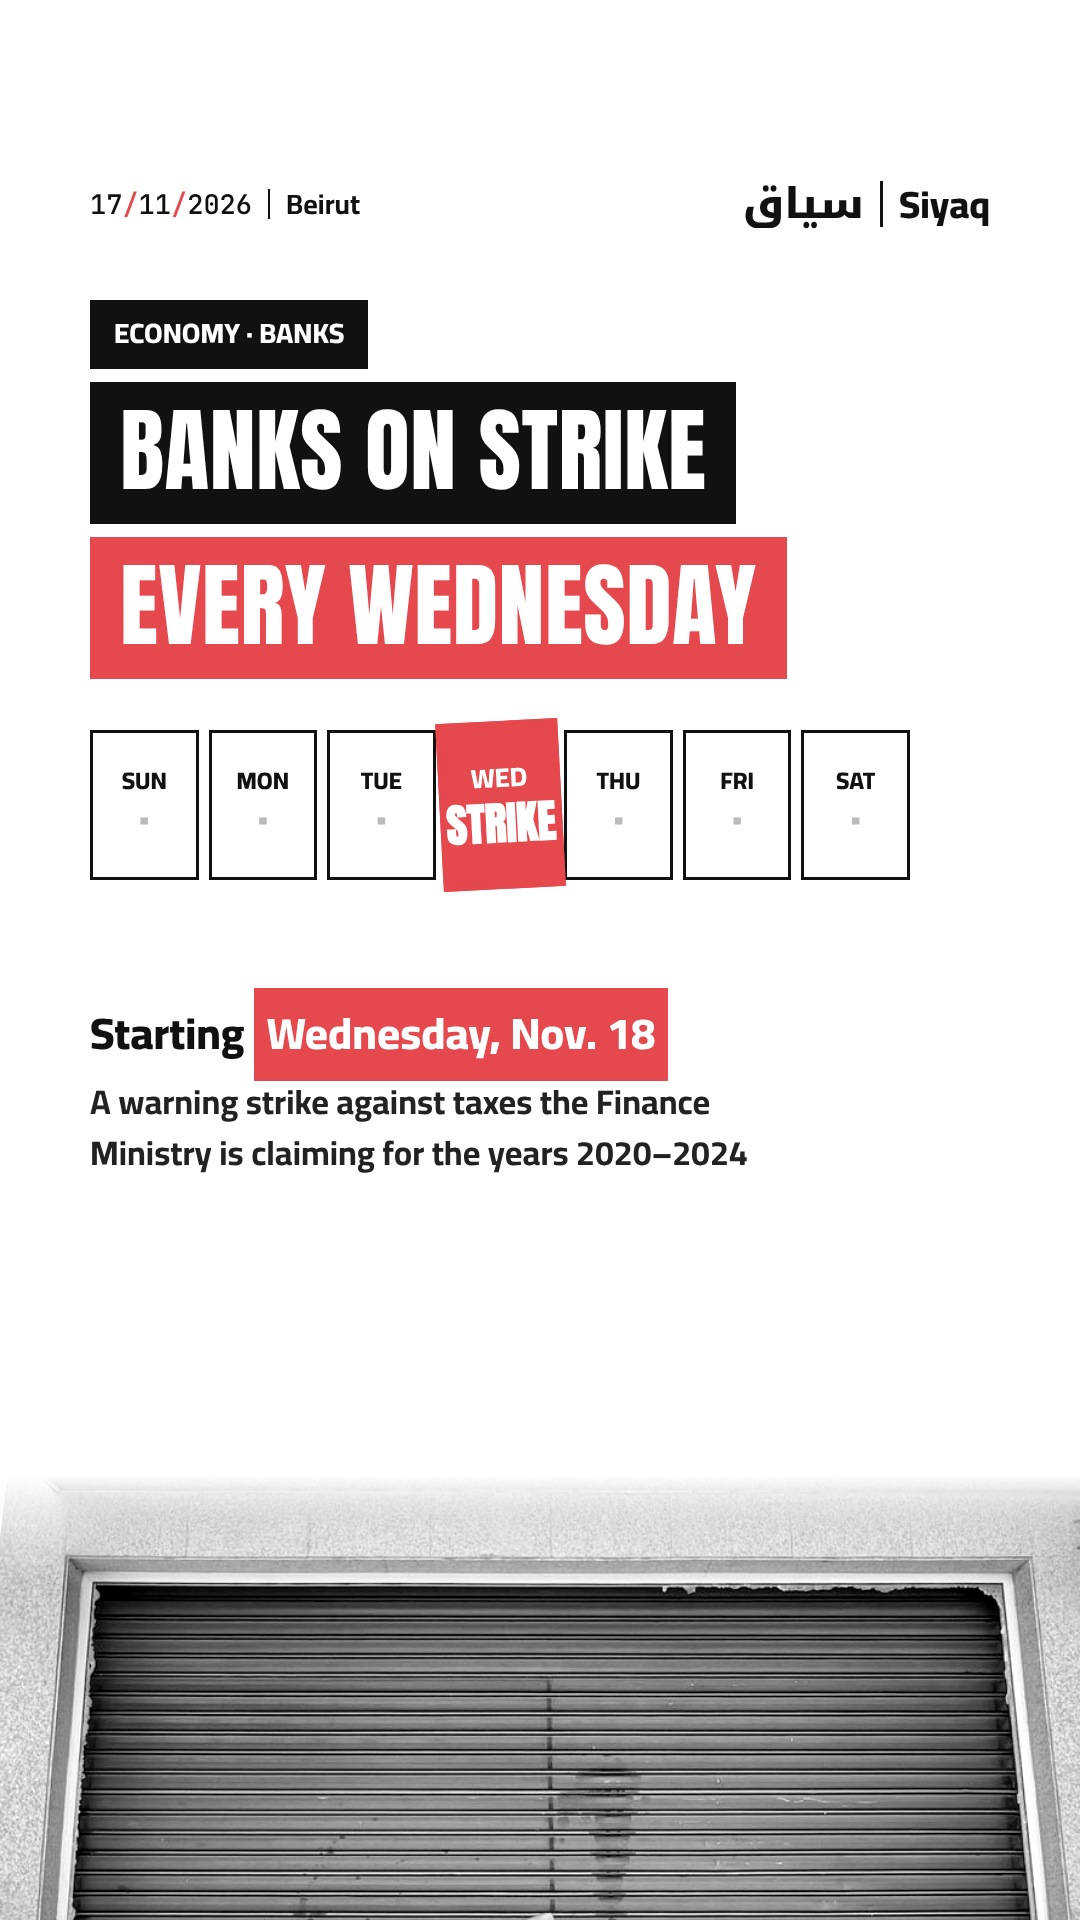 17/11/2026 | Beirut
سياق | Siyaq
ECONOMY · BANKS
BANKS ON STRIKE
EVERY WEDNESDAY
SUN MON TUE WED THU FRI SAT
STRIKE
Starting Wednesday, Nov. 18
A warning strike against taxes the Finance
Ministry is claiming for the years 2020–2024